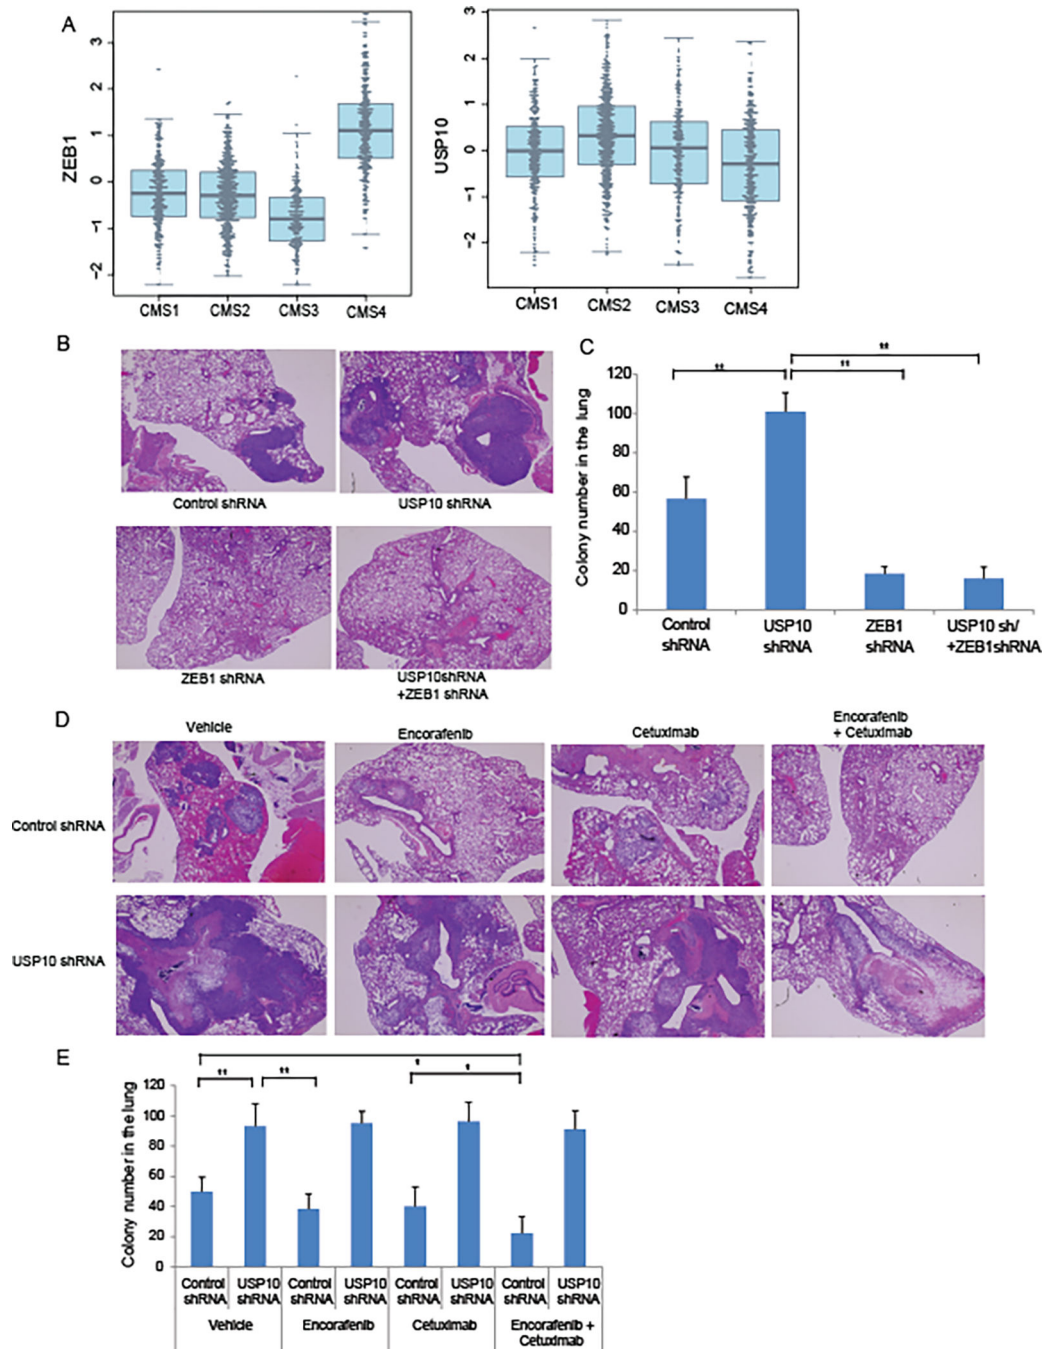 A
ZEB1
3
2
1
0
−1
−2
CMS1 CMS2 CMS3 CMS4
USP10
3
2
1
0
−1
−2
CMS1 CMS2 CMS3 CMS4
B
Control shRNA
USP10 shRNA
ZEB1 shRNA
USP10shRNA
+ZEB1 shRNA
C
** ** **
Colony number in the lung
120
100
80
60
40
20
0
Control
shRNA
USP10
shRNA
ZEB1
shRNA
USP10 sh/
+ZEB1shRNA
D
Vehicle
Encorafenib
Cetuximab
Encorafenib
+ Cetuximab
Control shRNA
USP10 shRNA
E
*
** ** *
Colony number in the lung
120
100
80
60
40
20
0
Control USP10 Control USP10 Control USP10 Control USP10
shRNA shRNA shRNA shRNA shRNA shRNA shRNA shRNA
Vehicle Encorafenib Cetuximab Encorafenib +
Cetuximab